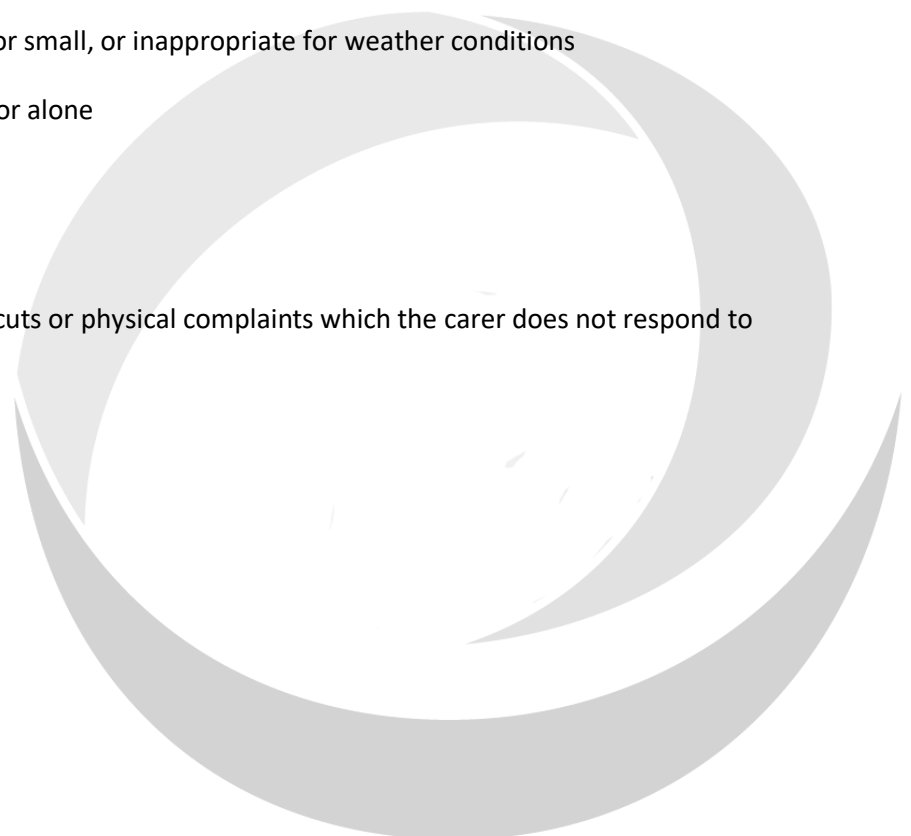 or small, or inappropriate for weather conditions
or alone
cuts or physical complaints which the carer does not respond to